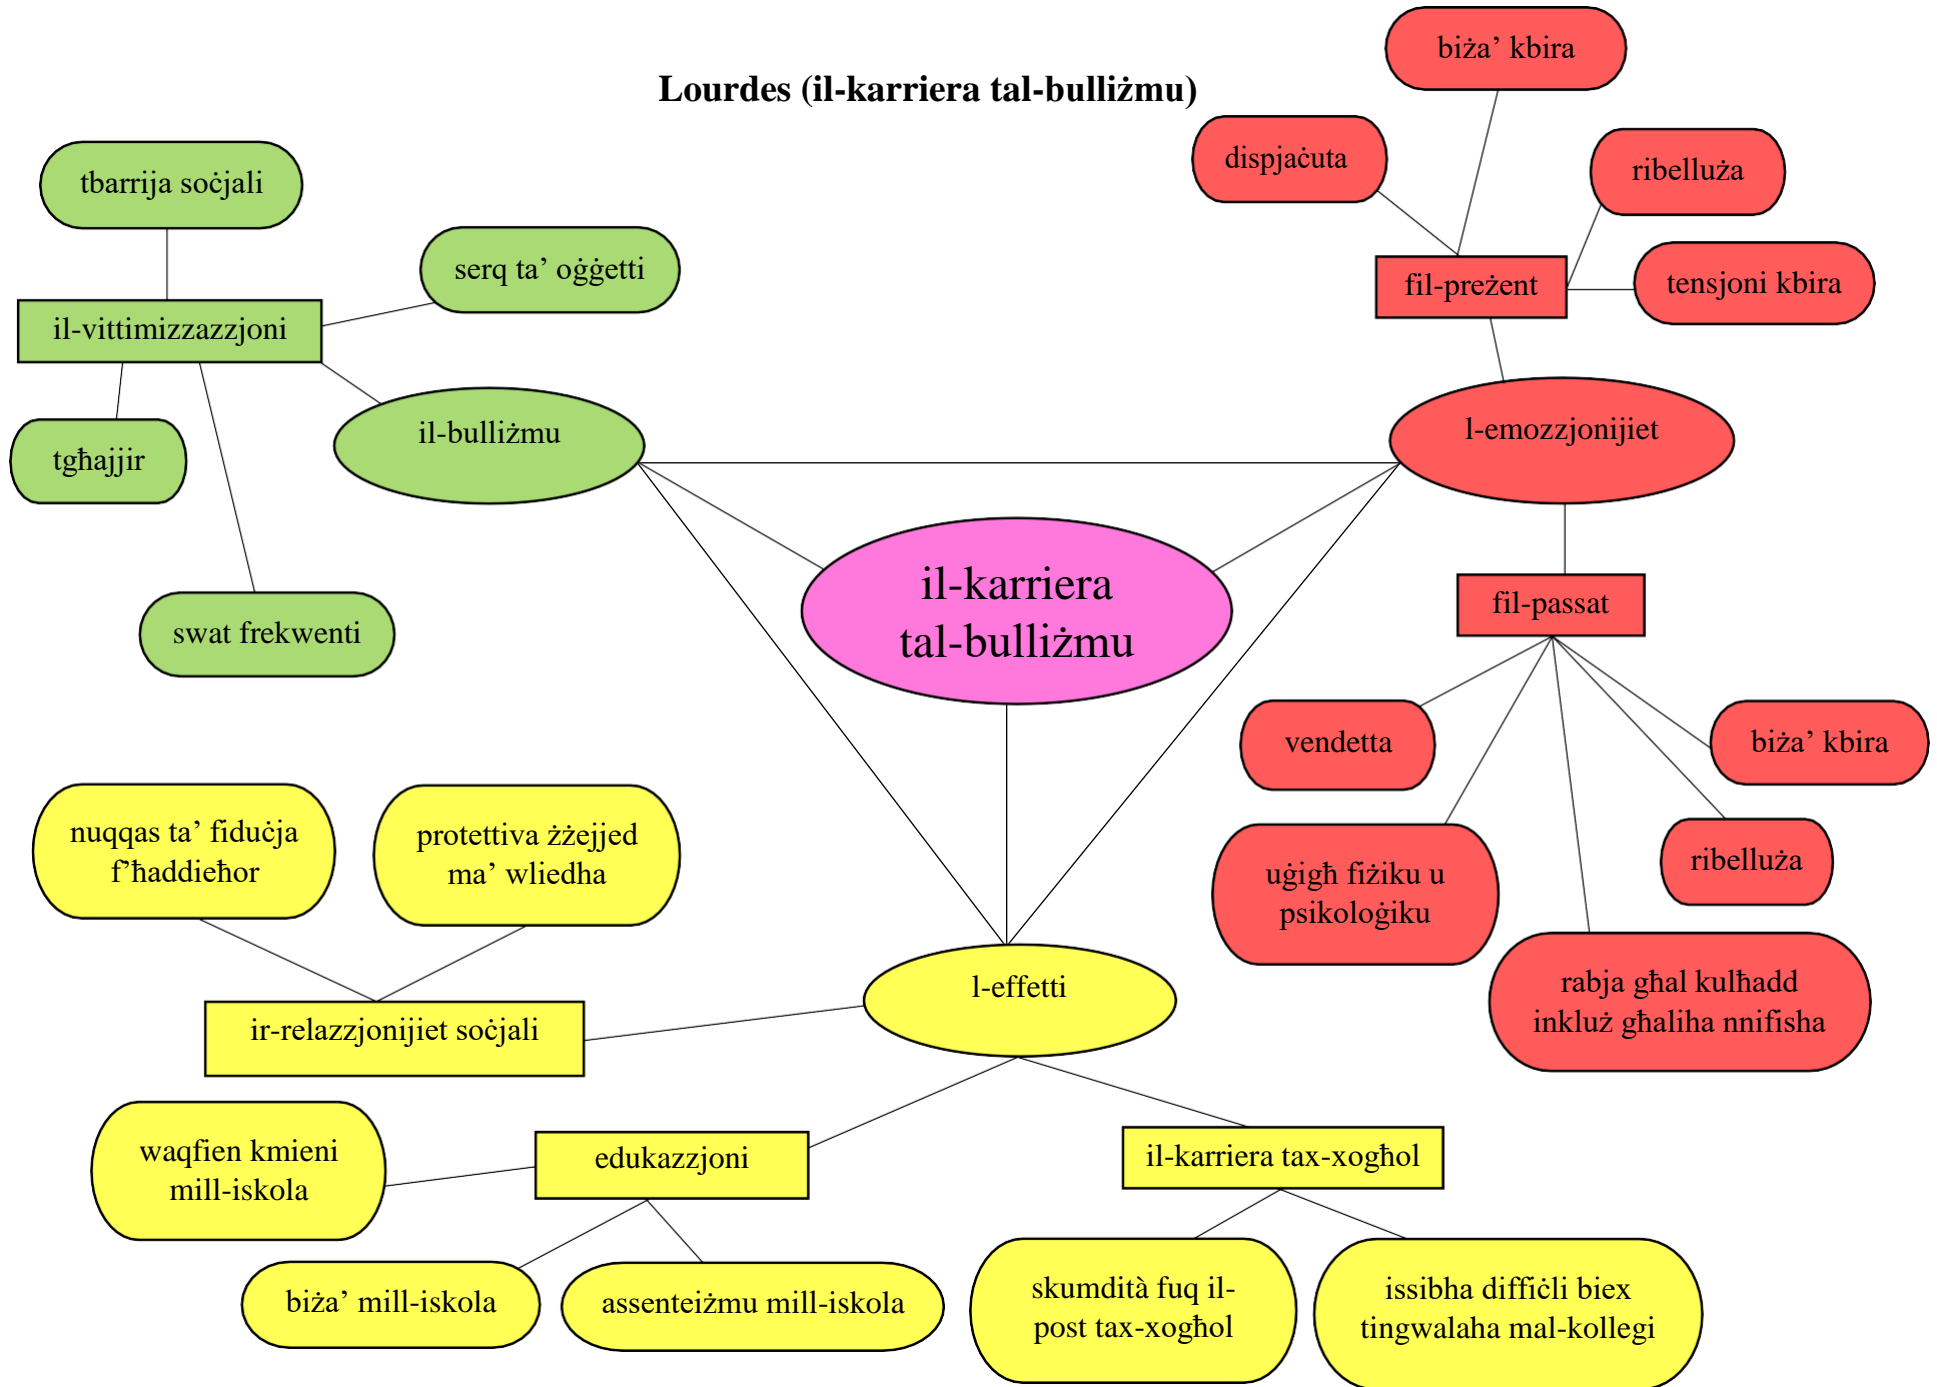 Lourdes (il-karriera tal-bulliżmu)
biża’ kbira
dispjaċuta
ribelluża
tensjoni kbira
fil-preżent
tbarrija soċjali
serq ta’ oġġetti
il-vittimizzazzjoni
tgħajjir
swat frekwenti
il-bulliżmu
l-emozzjonijiet
il-karriera
tal-bulliżmu
fil-passat
vendetta
biża’ kbira
uġigħ fiżiku u
psikoloġiku
ribelluża
rabja għal kulħadd
inkluż għaliha nnifisha
nuqqas ta’ fiduċja
f’ħaddieħor
protettiva żżejjed
ma’ wliedha
l-effetti
ir-relazzjonijiet soċjali
waqfien kmieni
mill-iskola
edukazzjoni
il-karriera tax-xogħol
biża’ mill-iskola
assenteiżmu mill-iskola
skumdità fuq il-
post tax-xogħol
issibha diffiċli biex
tingwalaha mal-kollegi